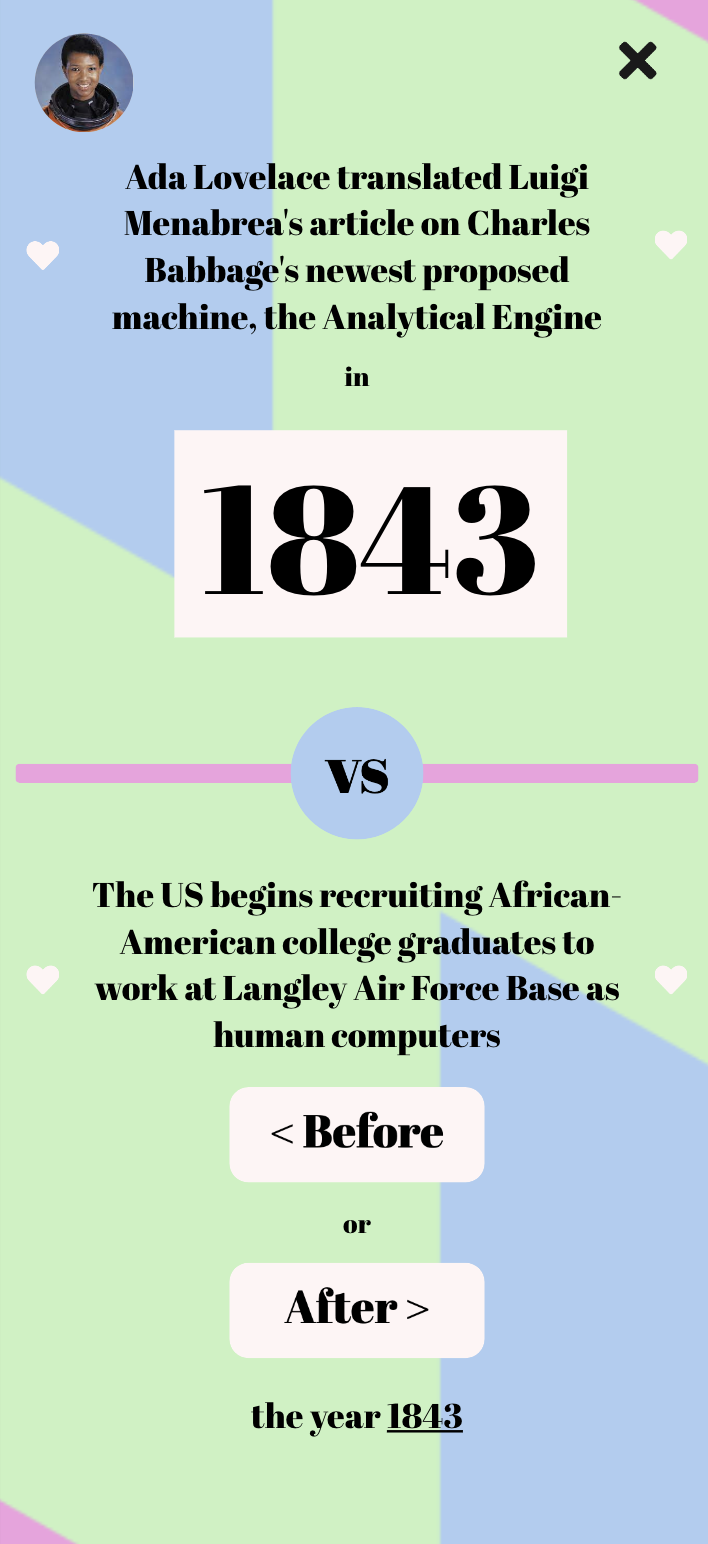 Ada Lovelace translated Luigi
Menabrea's article on Charles
Babbage's newest proposed
machine, the Analytical Engine
in
1843
vs
The US begins recruiting African-
American college graduates to
work at Langley Air Force Base as
human computers
< Before
or
After >
the year 1843